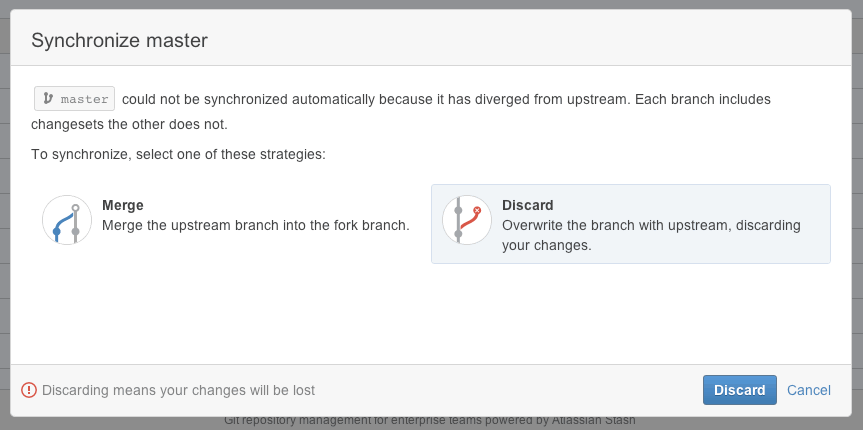 Synchronize master
master could not be synchronized automatically because it has diverged from upstream. Each branch includes
changesets the other does not.
To synchronize, select one of these strategies:
Merge
Merge the upstream branch into the fork branch.
Discard
Overwrite the branch with upstream, discarding
your changes.
Discarding means your changes will be lost
Discard
Cancel
Git repository management for enterprise teams powered by Atlassian Stash